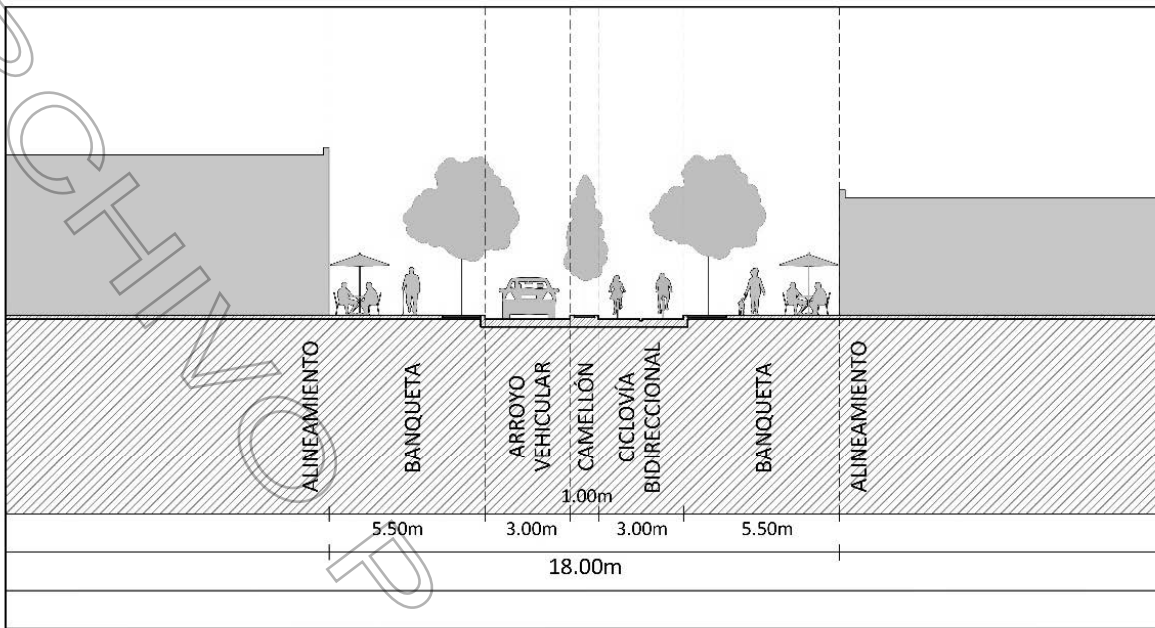 SCHIVO P
ALINEAMIENTO
BANQUETA
ARROYO
VEHICULAR
CAMELLÓN
CICLOVÍA
BIDIRECCIONAL
BANQUETA
ALINEAMIENTO
1.00m
5.50m 3.00m 3.00m 5.50m
18.00m